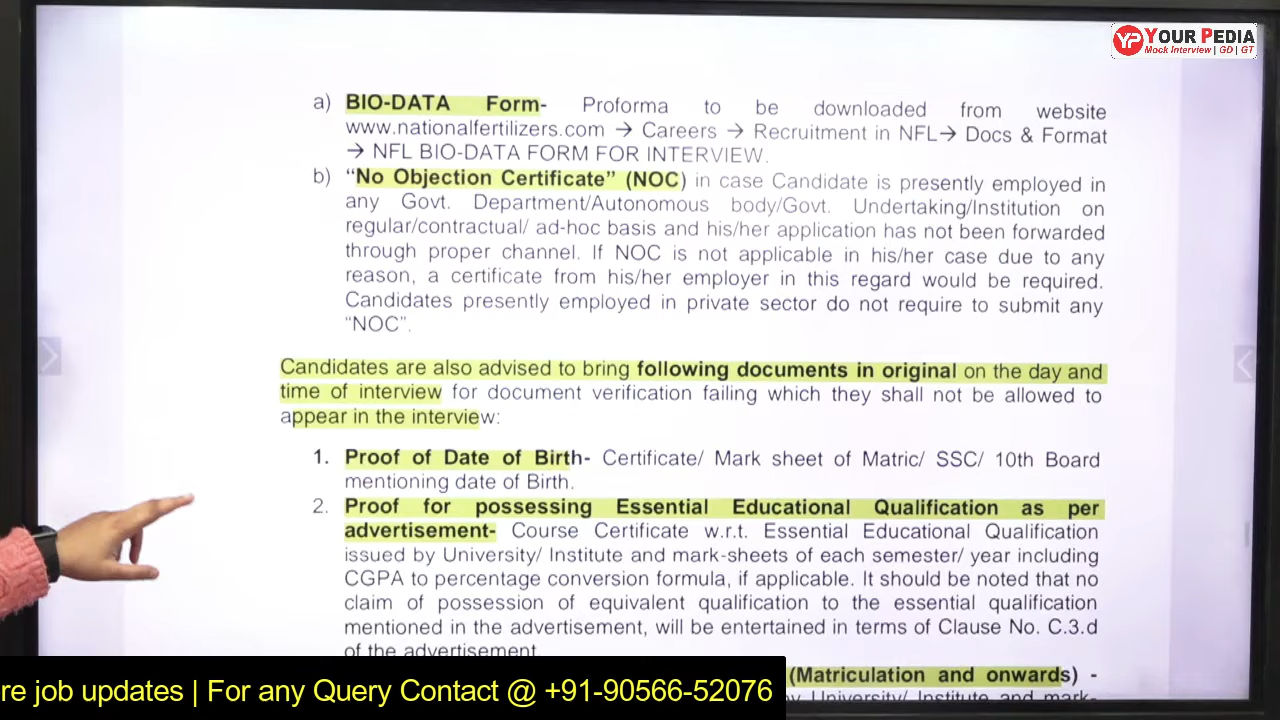 YP YOUR PEDIA
Mock Interview | GD | GT
a) BIO-DATA Form- Proforma to be downloaded from website
www.nationalfertilizers.com → Careers → Recruitment in NFL→ Docs & Format
→ NFL BIO-DATA FORM FOR INTERVIEW.
b) “No Objection Certificate” (NOC) in case Candidate is presently employed in
any Govt. Department/Autonomous body/Govt. Undertaking/Institution on
regular/contractual/ ad-hoc basis and his/her application has not been forwarded
through proper channel. If NOC is not applicable in his/her case due to any
reason, a certificate from his/her employer in this regard would be required.
Candidates presently employed in private sector do not require to submit any
“NOC”.
Candidates are also advised to bring following documents in original on the day and
time of interview for document verification failing which they shall not be allowed to
appear in the interview:
1. Proof of Date of Birth- Certificate/ Mark sheet of Matric/ SSC/ 10th Board
mentioning date of Birth.
2. Proof for possessing Essential Educational Qualification as per
advertisement- Course Certificate w.r.t. Essential Educational Qualification
issued by University/ Institute and mark-sheets of each semester/ year including
CGPA to percentage conversion formula, if applicable. It should be noted that no
claim of possession of equivalent qualification to the essential qualification
mentioned in the advertisement, will be entertained in terms of Clause No. C.3.d
of the advertisement.
(Matriculation and onwards) -
by University/ Institute and mark-
re job updates | For any Query Contact @ +91-90566-52076